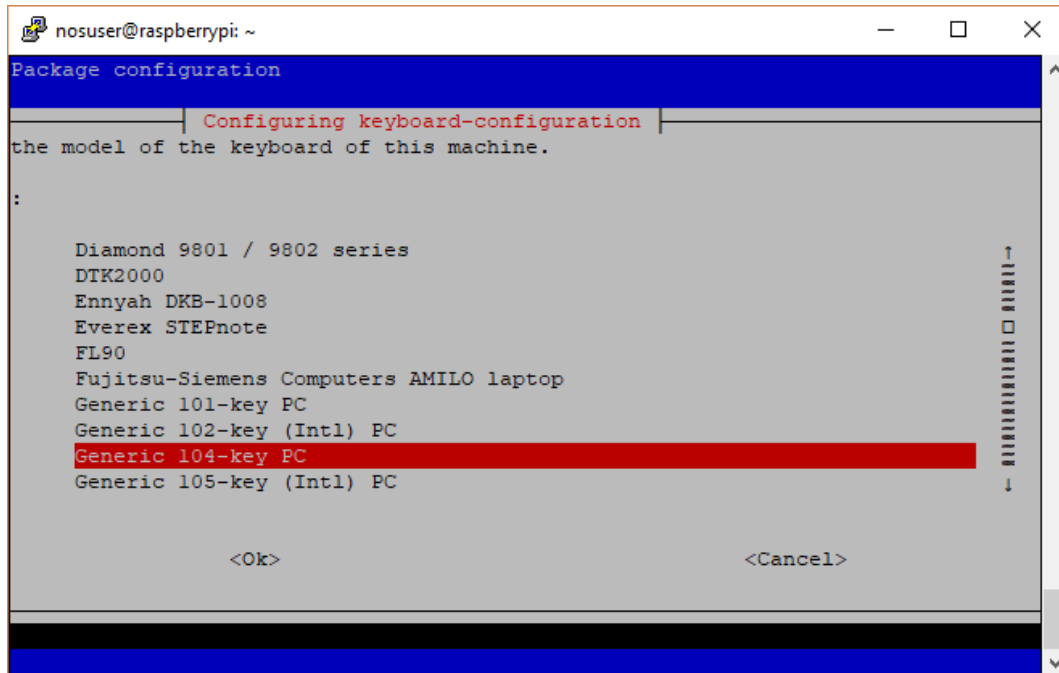 nosuser@raspberrypi: ~
Package configuration
Configuring keyboard-configuration
the model of the keyboard of this machine.
:
Diamond 9801 / 9802 series
DTK2000
Ennyah DKB-1008
Everex STEPnote
FL90
Fujitsu-Siemens Computers AMILO laptop
Generic 101-key PC
Generic 102-key (Intl) PC
Generic 104-key PC
Generic 105-key (Intl) PC
<Ok> <Cancel>